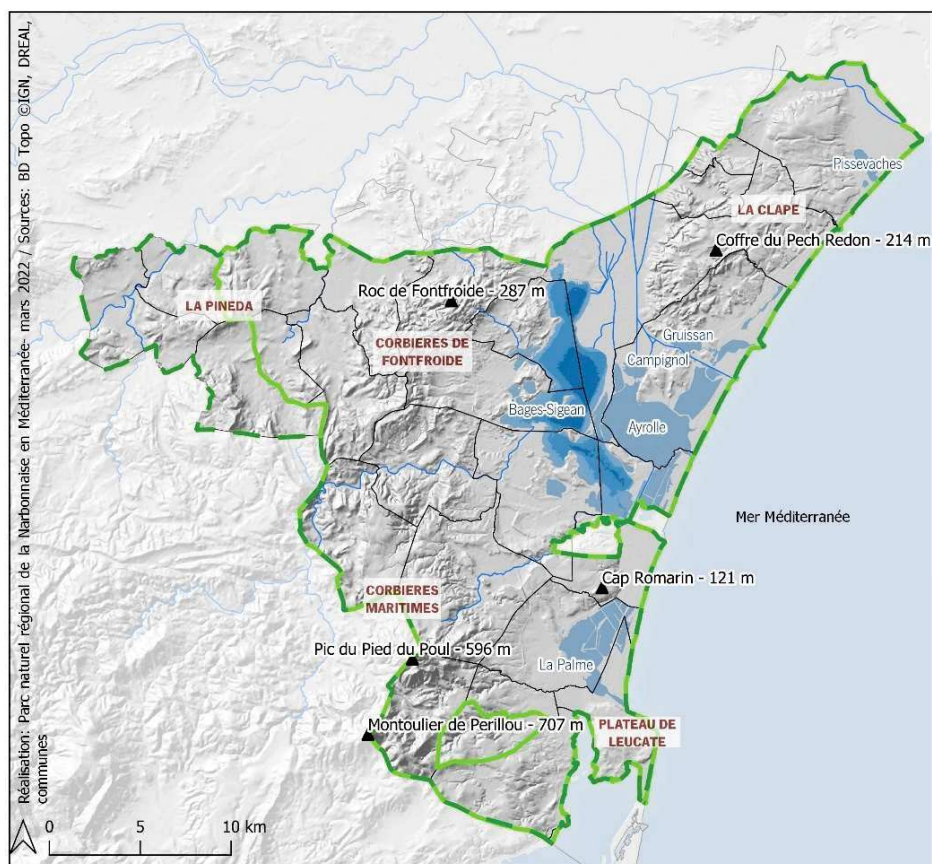 Réalisation: Parc naturel régional de la Narbonnaise en Méditerranée mars 2022 / Sources: BD Topo ©IGN, DREAL,
communes
Pissevaches
LA CLAPE
Coffre du Pech Redon - 214 m
Roc de Fontfroide - 287 m
LA PINEDA
Gruissan
CORBIERES DE
FONTFROIDE
Campignol
Bages-Sigean
Ayrolle
Mer Méditerranée
Cap Romarin - 121 m
CORBIERES
MARITIMES
Pic du Pied du Poul - 596 m
La Palme
Montoulier de Perillou - 707 m
PLATEAU DE
LEUCATE
0 5 10 km